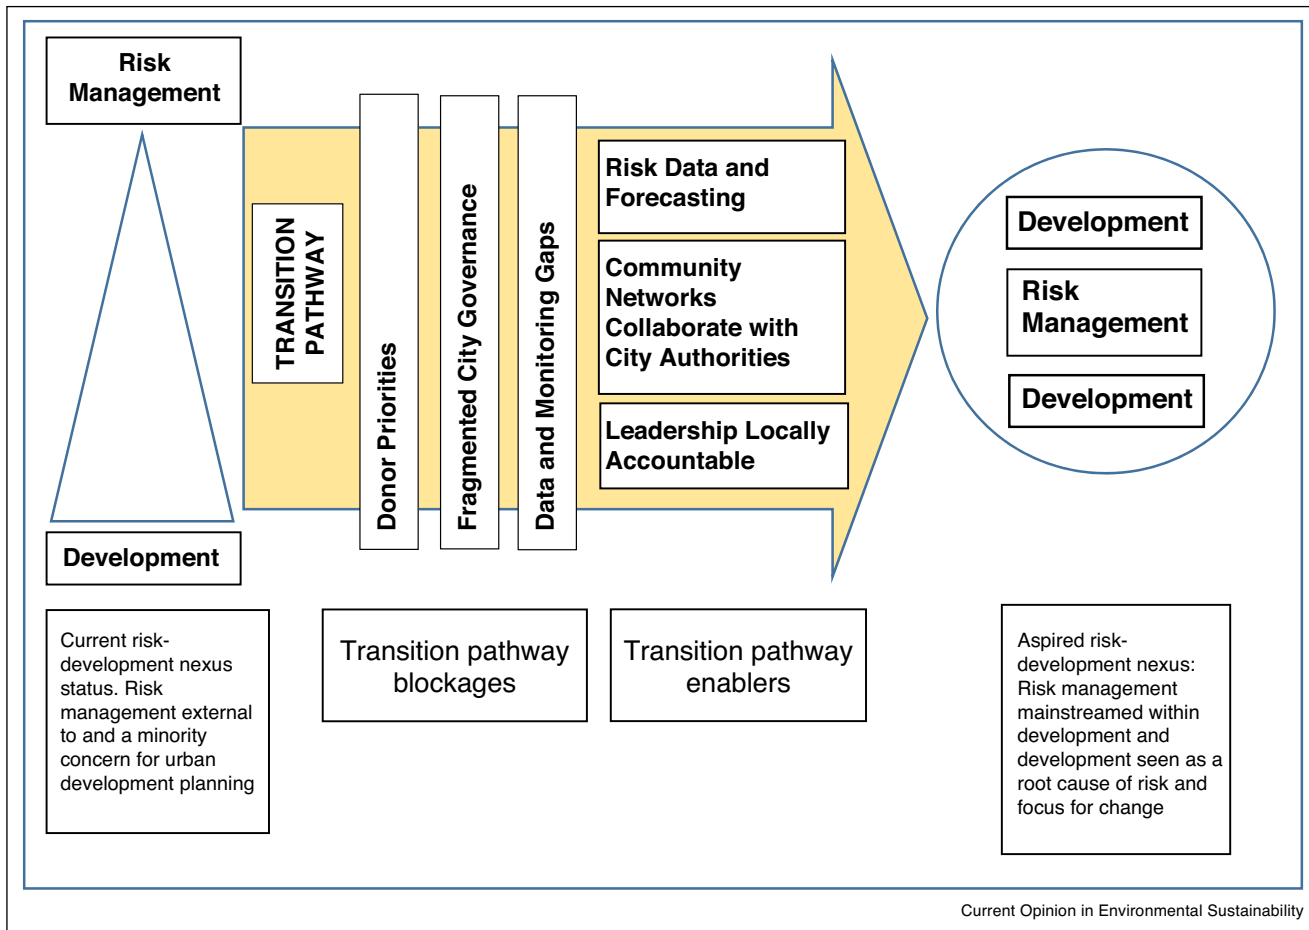 Risk
Management
Development
TRANSITION
PATHWAY
Donor Priorities
Fragmented City Governance
Data and Monitoring Gaps
Risk Data and
Forecasting
Community
Networks
Collaborate with
City Authorities
Leadership Locally
Accountable
Development
Risk
Management
Development
Current risk-
development nexus
status. Risk
management external
to and a minority
concern for urban
development planning
Transition pathway
blockages
Transition pathway
enablers
Aspired risk-
development nexus:
Risk management
mainstreamed within
development and
development seen as a
root cause of risk and
focus for change
Current Opinion in Environmental Sustainability